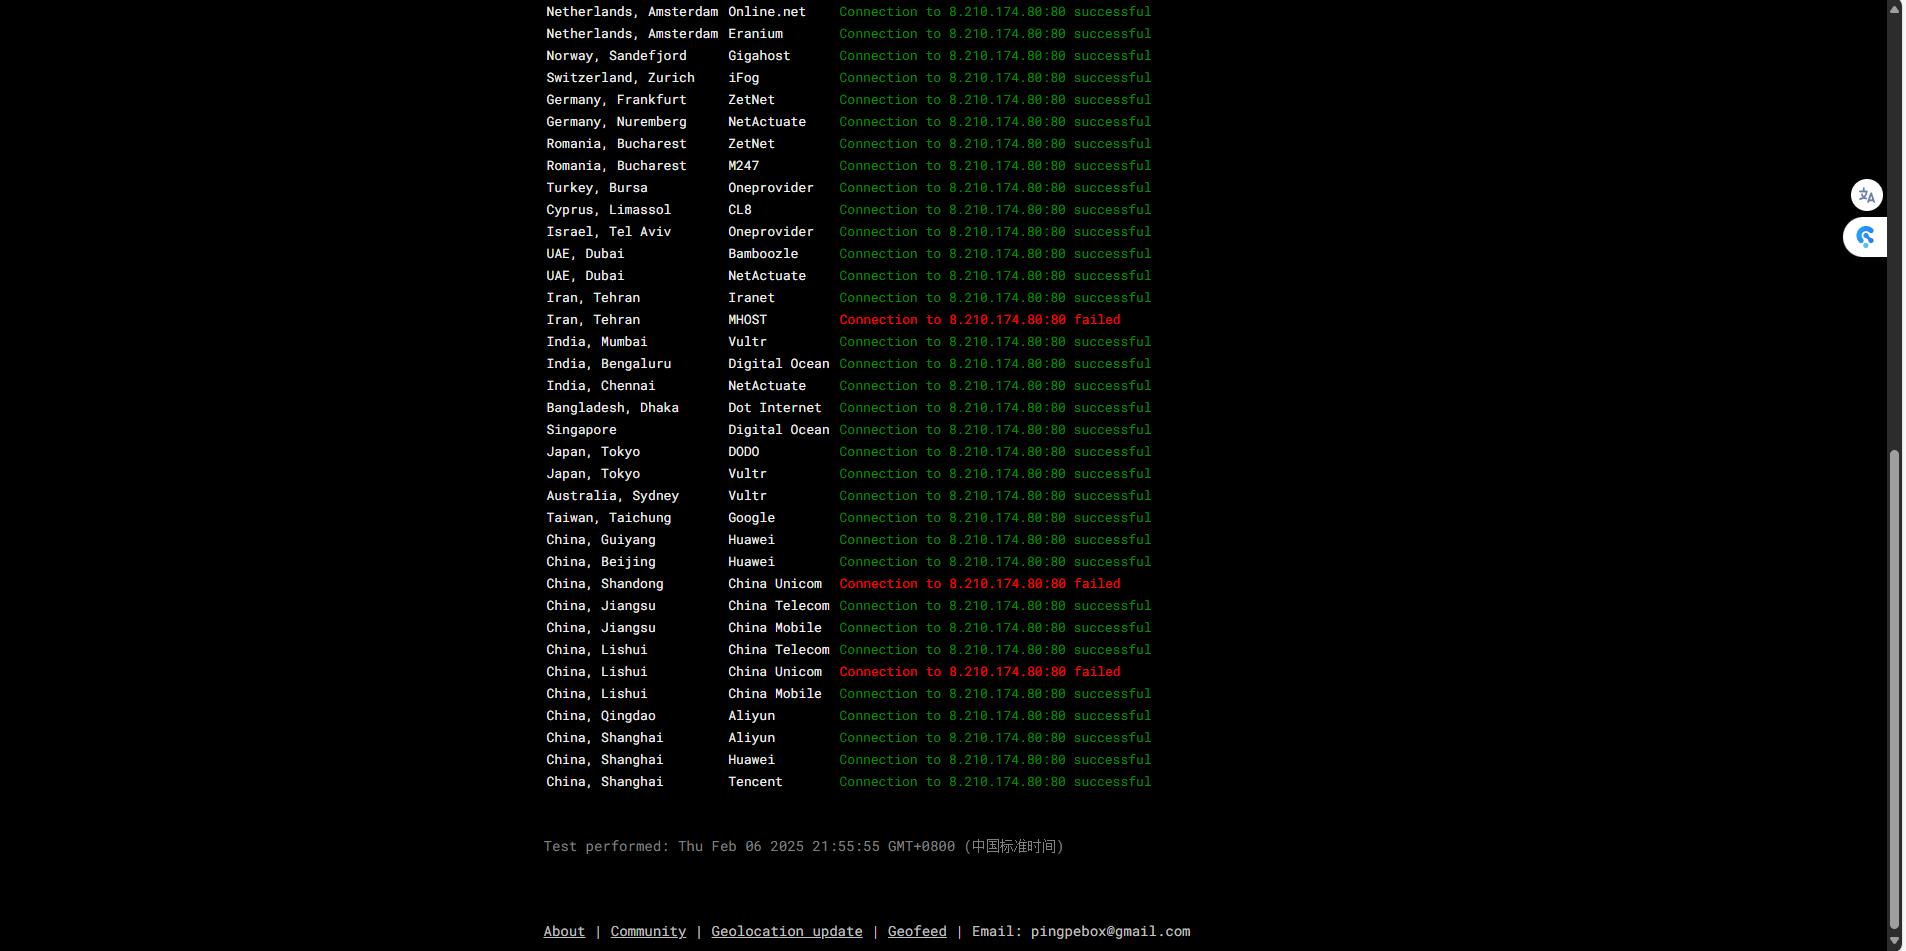 Netherlands, Amsterdam Online.net Connection to 8.210.174.80:80 successful
Netherlands, Amsterdam Eranium Connection to 8.210.174.80:80 successful
Norway, Sandefjord Gigahost Connection to 8.210.174.80:80 successful
Switzerland, Zurich iFog Connection to 8.210.174.80:80 successful
Germany, Frankfurt ZetNet Connection to 8.210.174.80:80 successful
Germany, Nuremberg NetActuate Connection to 8.210.174.80:80 successful
Romania, Bucharest ZetNet Connection to 8.210.174.80:80 successful
Romania, Bucharest M247 Connection to 8.210.174.80:80 successful
Turkey, Bursa Oneprovider Connection to 8.210.174.80:80 successful
Cyprus, Limassol CL8 Connection to 8.210.174.80:80 successful
Israel, Tel Aviv Oneprovider Connection to 8.210.174.80:80 successful
UAE, Dubai Bamboozle Connection to 8.210.174.80:80 successful
UAE, Dubai NetActuate Connection to 8.210.174.80:80 successful
Iran, Tehran Iranet Connection to 8.210.174.80:80 successful
Iran, Tehran MHOST Connection to 8.210.174.80:80 failed
India, Mumbai Vultr Connection to 8.210.174.80:80 successful
India, Bengaluru Digital Ocean Connection to 8.210.174.80:80 successful
India, Chennai NetActuate Connection to 8.210.174.80:80 successful
Bangladesh, Dhaka Dot Internet Connection to 8.210.174.80:80 successful
Singapore Digital Ocean Connection to 8.210.174.80:80 successful
Japan, Tokyo DODO Connection to 8.210.174.80:80 successful
Japan, Tokyo Vultr Connection to 8.210.174.80:80 successful
Australia, Sydney Vultr Connection to 8.210.174.80:80 successful
Taiwan, Taichung Google Connection to 8.210.174.80:80 successful
China, Guiyang Huawei Connection to 8.210.174.80:80 successful
China, Beijing Huawei Connection to 8.210.174.80:80 successful
China, Shandong China Unicom Connection to 8.210.174.80:80 failed
China, Jiangsu China Telecom Connection to 8.210.174.80:80 successful
China, Jiangsu China Mobile Connection to 8.210.174.80:80 successful
China, Lishui China Telecom Connection to 8.210.174.80:80 successful
China, Lishui China Unicom Connection to 8.210.174.80:80 failed
China, Lishui China Mobile Connection to 8.210.174.80:80 successful
China, Qingdao Aliyun Connection to 8.210.174.80:80 successful
China, Shanghai Aliyun Connection to 8.210.174.80:80 successful
China, Shanghai Huawei Connection to 8.210.174.80:80 successful
China, Shanghai Tencent Connection to 8.210.174.80:80 successful
Test performed: Thu Feb 06 2025 21:55:55 GMT+0800 (中国标准时间)
About | Community | Geolocation update | Geofeed | Email: pingpebox@gmail.com